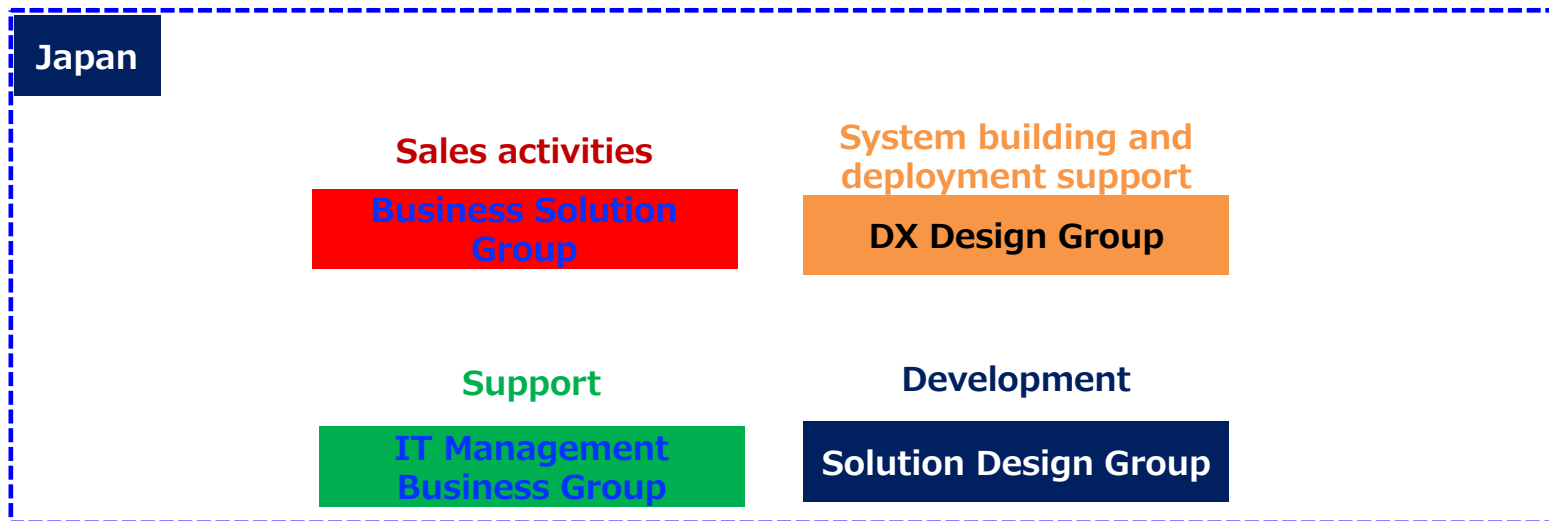 Japan
Sales activities
Business Solution
Group
System building and
deployment support
DX Design Group
Support
IT Management
Business Group
Development
Solution Design Group